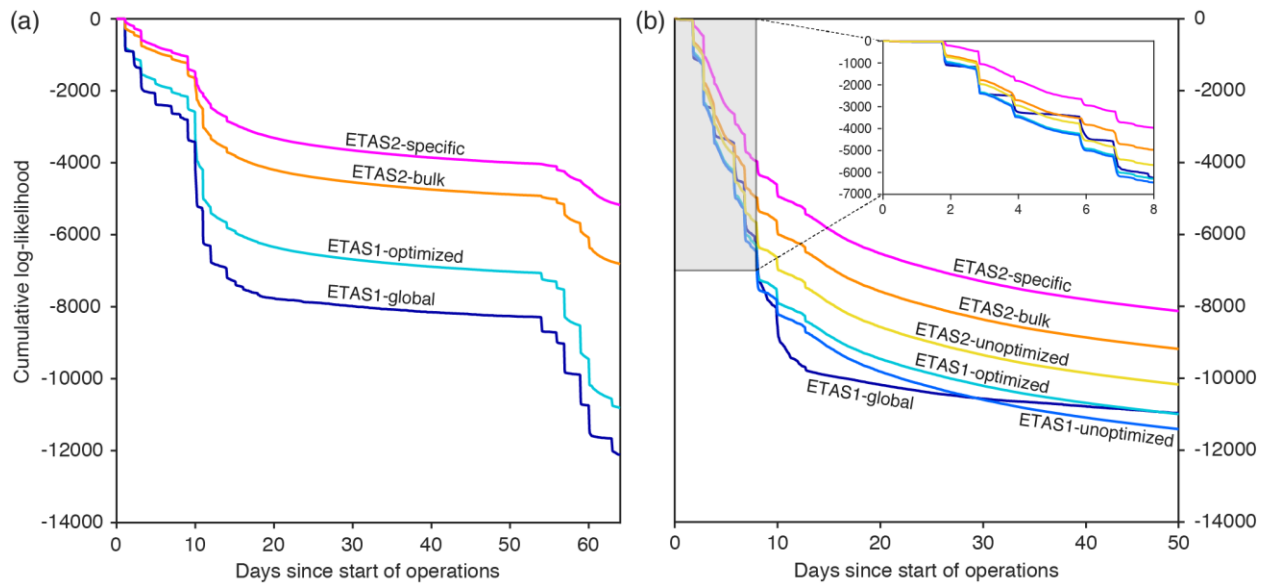 (a)
Cumulative log-likelihood
0
-2000
-4000
-6000
-8000
-10000
-12000
-14000
ETAS2-specific
ETAS2-bulk
ETAS1-optimized
ETAS1-global
0 10 20 30 40 50 60
Days since start of operations
(b)
0
-1000
-2000
-3000
-4000
-5000
-6000
-7000
0 2 4 6 8
ETAS2-specific
ETAS2-bulk
ETAS2-unoptimized
ETAS1-optimized
ETAS1-global
ETAS1-unoptimized
0
-2000
-4000
-6000
-8000
-10000
-12000
-14000
0 10 20 30 40 50
Days since start of operations